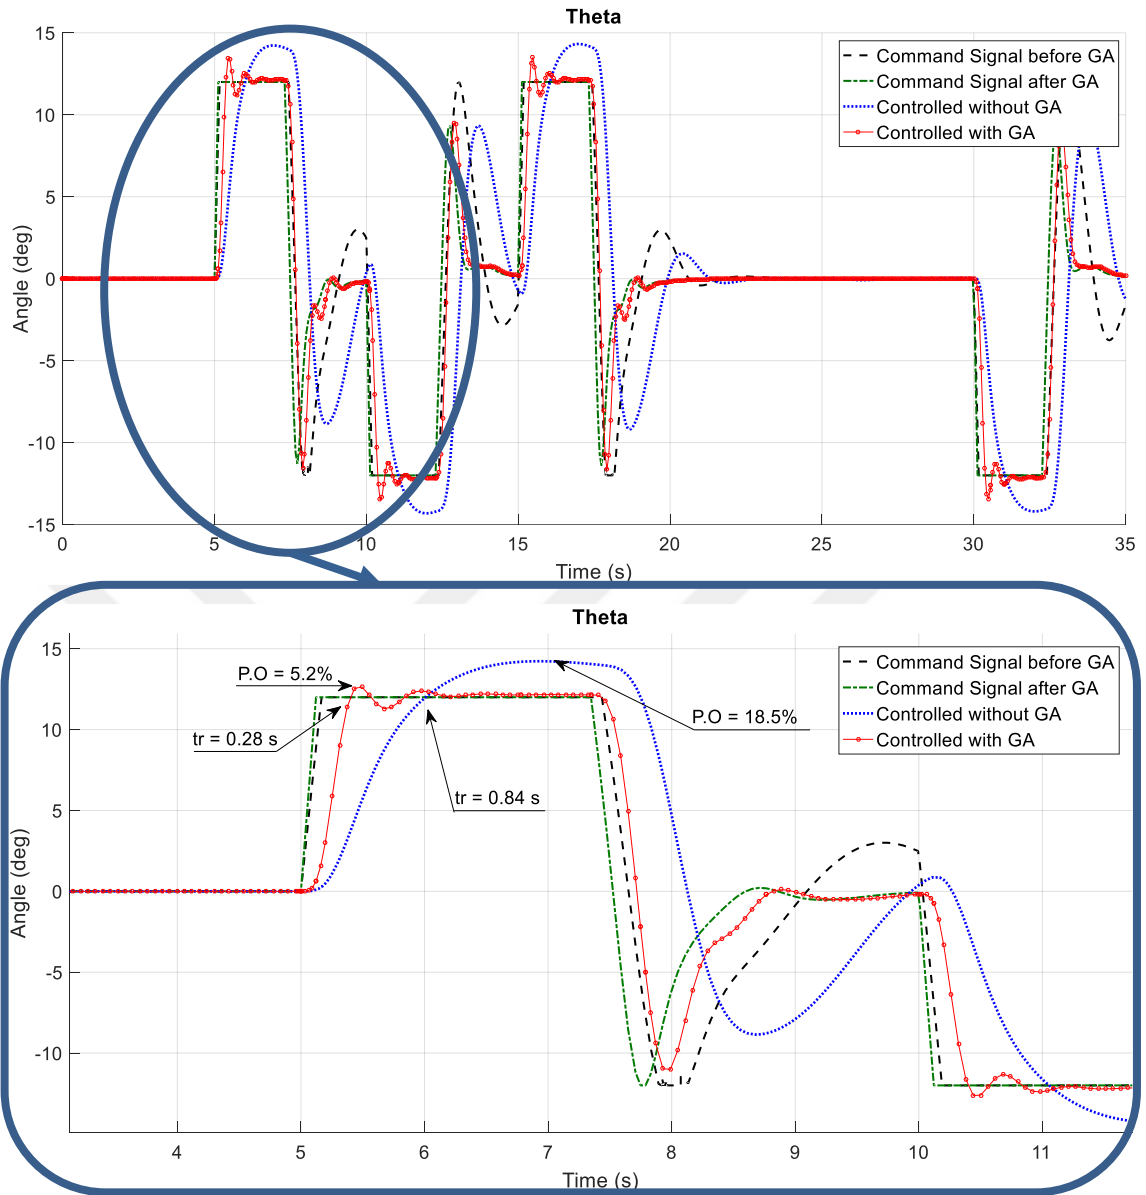 Theta
15
10
5
0
-5
-10
-15
Angle (deg)
0
5
10
15
20
25
30
35
Time (s)
Command Signal before GA
Command Signal after GA
Controlled without GA
Controlled with GA
Theta
15
10
5
0
-5
-10
Angle (deg)
4
5
6
7
8
9
10
11
Time (s)
P.O = 5.2%
tr = 0.28 s
tr = 0.84 s
P.O = 18.5%
Command Signal before GA
Command Signal after GA
Controlled without GA
Controlled with GA